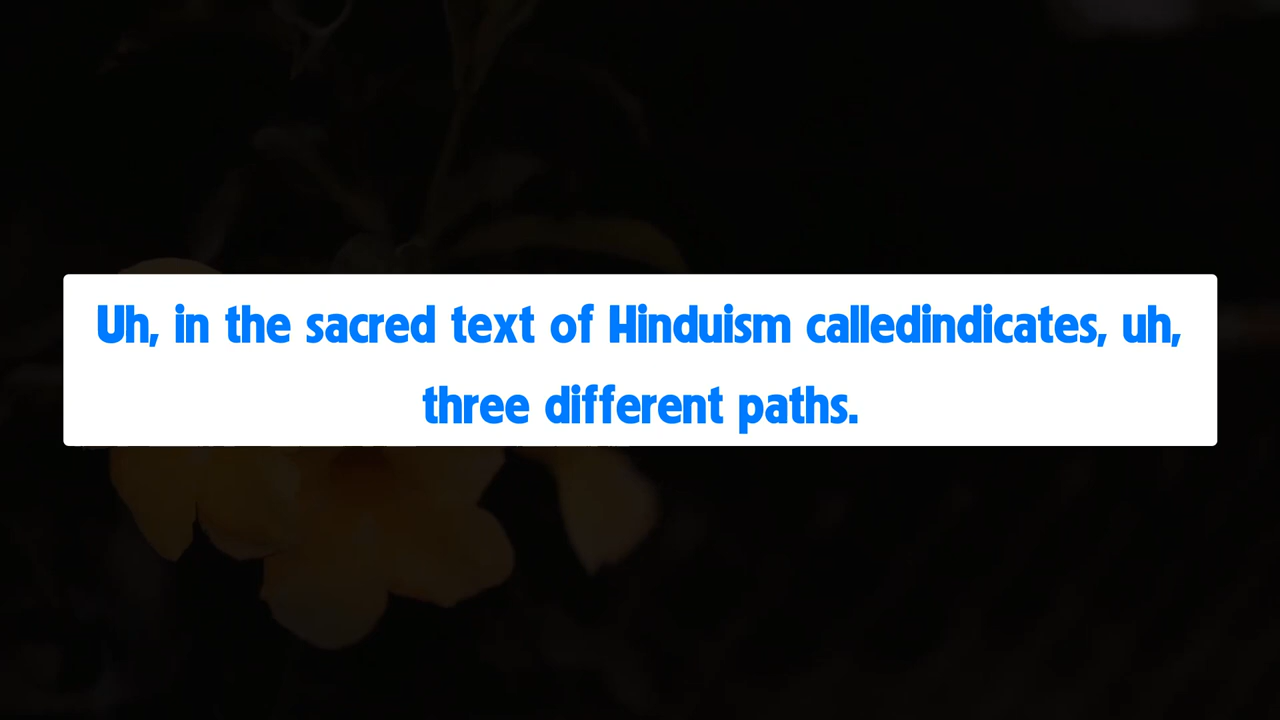 Uh, in the sacred text of Hinduism calledindicates, uh,
three different paths.